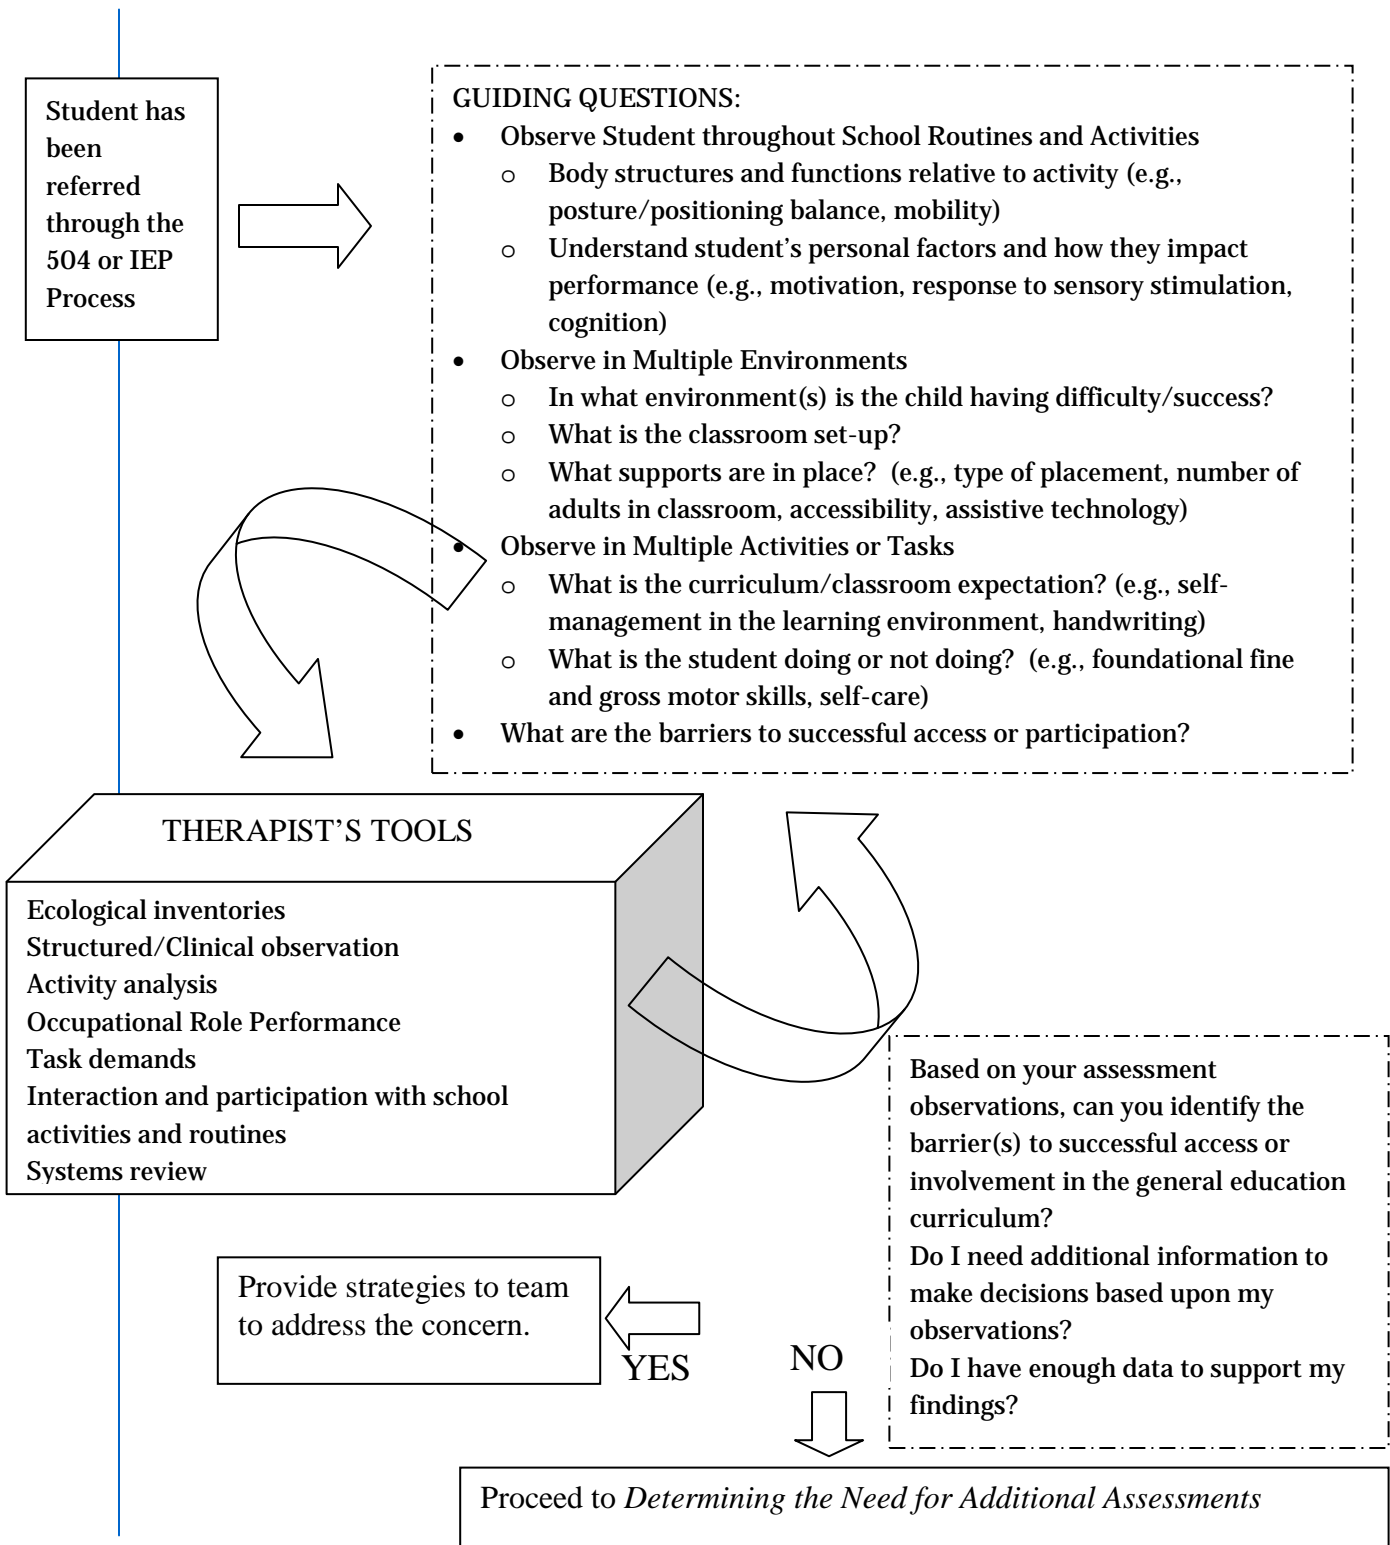 Student has
been
referred
through the
504 or IEP
Process
GUIDING QUESTIONS:
• Observe Student throughout School Routines and Activities
o Body structures and functions relative to activity (e.g.,
posture/positioning balance, mobility)
o Understand student’s personal factors and how they impact
performance (e.g., motivation, response to sensory stimulation,
cognition)
• Observe in Multiple Environments
o In what environment(s) is the child having difficulty/success?
o What is the classroom set-up?
o What supports are in place?  (e.g., type of placement, number of
adults in classroom, accessibility, assistive technology)
• Observe in Multiple Activities or Tasks
o What is the curriculum/classroom expectation? (e.g., self-
management in the learning environment, handwriting)
o What is the student doing or not doing?  (e.g., foundational fine
and gross motor skills, self-care)
• What are the barriers to successful access or participation?
THERAPIST’S TOOLS
Ecological inventories
Structured/Clinical observation
Activity analysis
Occupational Role Performance
Task demands
Interaction and participation with school
activities and routines
Systems review
Based on your assessment
observations, can you identify the
barrier(s) to successful access or
involvement in the general education
curriculum?
Do I need additional information to
make decisions based upon my
observations?
Do I have enough data to support my
findings?
Provide strategies to team
to address the concern.
YES
NO
Proceed to Determining the Need for Additional Assessments